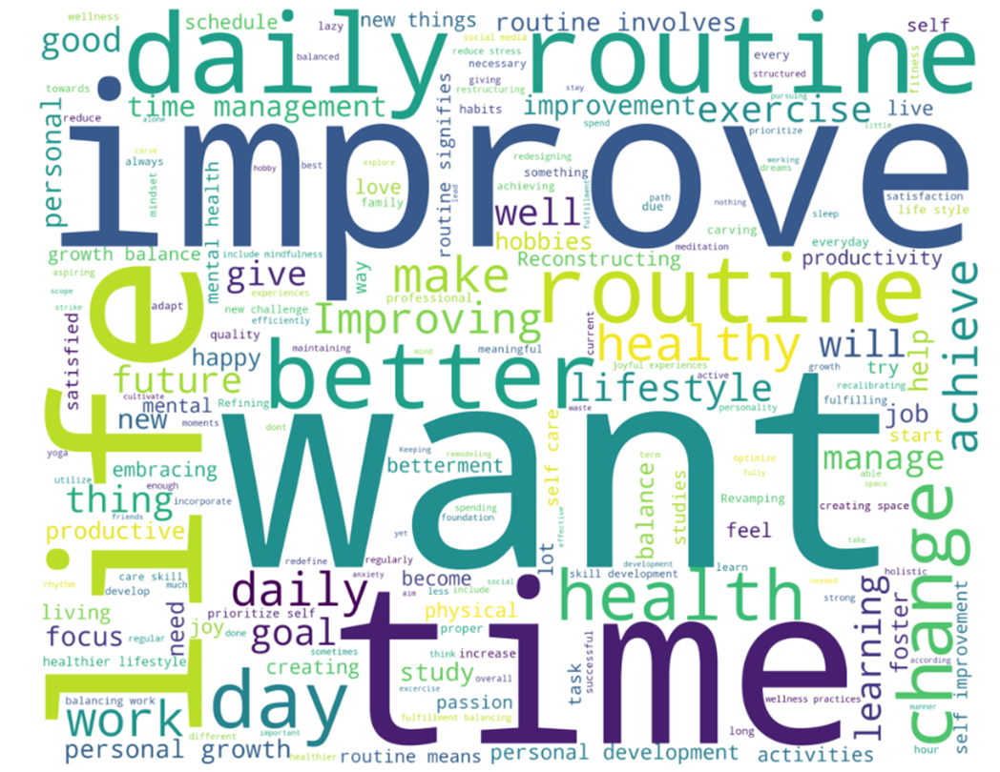 wellness
schedule
lazy
new things
routine involves
self
good
daily routine
social media
reduce stress
balanced
necessary
every
structured
fitness
towards
giving
restructuring
stay
pursuing
personal
reduce
alone
time management
habits
improvement
spend
exercise
live
little
improve
carve
always
mindset
hobby
best
explore
love
family
routine signifies
lead
redesigning
something
achieving
well
hobbies
fulfillment
prioritize
working
dreams
path
due
nothing
satisfaction
life style
sleep
carving
everyday
meditation
growth balance
mental health
include mindfulness
way
Reconstructing
productivity
aspiring
give
make
routine
achieve
scope
experiences
professional
strike
adapt
new challenge
efficiently
Improving
current
healthy
will
satisfied
quality
maintaining
mind
meaningful
happy
better
joyful experiences
active
growth
try
help
future
lifestyle
recalibrating
cultivate
mental
Refining
waste
personality
fulfilling
job
life
new
moments
dont
want
start
yoga
Keeping
remodeling
self care
term
optimize
fully
manage
embracing
betterment
balance
studies
able
space
utilize
enough
thing
incorporate
spending
foundation
Revamping
creating space
change
friends
productive
yet
effective
feel
take
redefine
regularly
lot
development
learn
rhythm
care skill
develop
much
daily
anxiety
become
less
social
aim
include
skill development
health
needed
holistic
strong
living
need
prioritize self
physical
learning
foster
self improvement
focus
regular
joy
done
goal
proper
time
sometimes
think
increase
successful
task
according
healthier lifestyle
creating
study
overall
excercise
balancing work
work
day
passion
wellness practices
manner
fulfillment balancing
different
important
long
personal growth
healthier
routine means
personal development
activities
hour